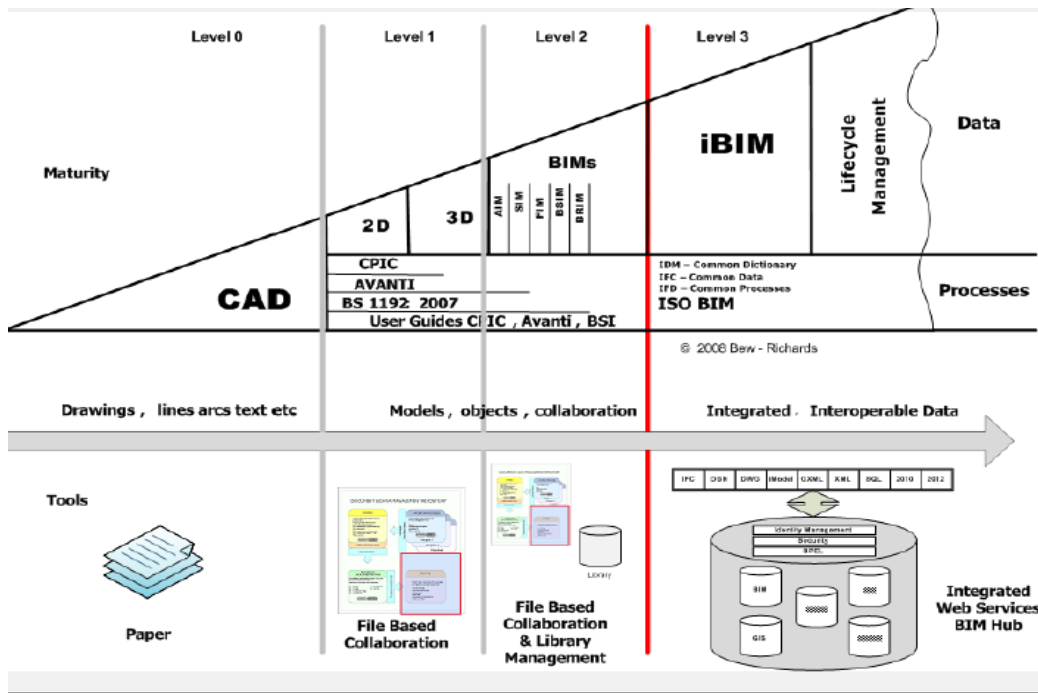 Level 0
Level 1
Level 2
Level 3
Maturity
CAD
2D
3D
BIMs
AIM
SIM
FIM
BSIM
BRIM
iBIM
Lifecycle
Management
Data
CPIC
AVANTI
BS 1192 2007
User Guides CPIC , Avanti , BSI
IDM – Common Dictionary
IFC – Common Data
IFD – Common Processes
ISO BIM
Processes
© 2008 Bew - Richards
Drawings , lines arcs text etc
Models , objects , collaboration
Integrated , Interoperable Data
Tools
Paper
File Based
Collaboration
Library
File Based
Collaboration
& Library
Management
IFC
DWG
iModel
XML
SQL
2010
2012
Identity Management
Security
BIM
GIS
Integrated
Web Services
BIM Hub